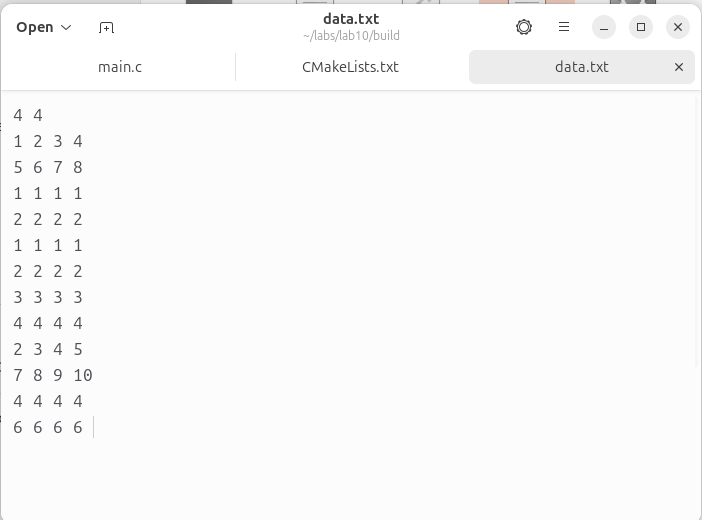 Open
data.txt
~/labs/lab10/build
main.c
CMakeLists.txt
data.txt
4 4
1 2 3 4
5 6 7 8
1 1 1 1
2 2 2 2
1 1 1 1
2 2 2 2
3 3 3 3
4 4 4 4
2 3 4 5
7 8 9 10
4 4 4 4
6 6 6 6